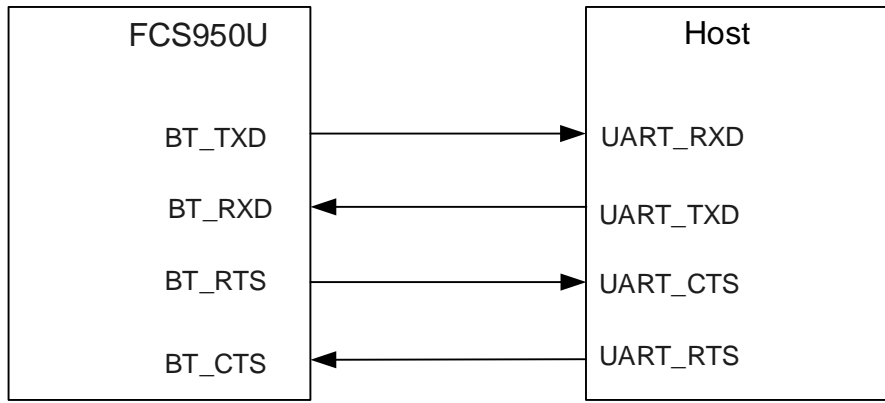 FCS950U
Host
BT_TXD
UART_RXD
BT_RXD
UART_TXD
BT_RTS
UART_CTS
BT_CTS
UART_RTS